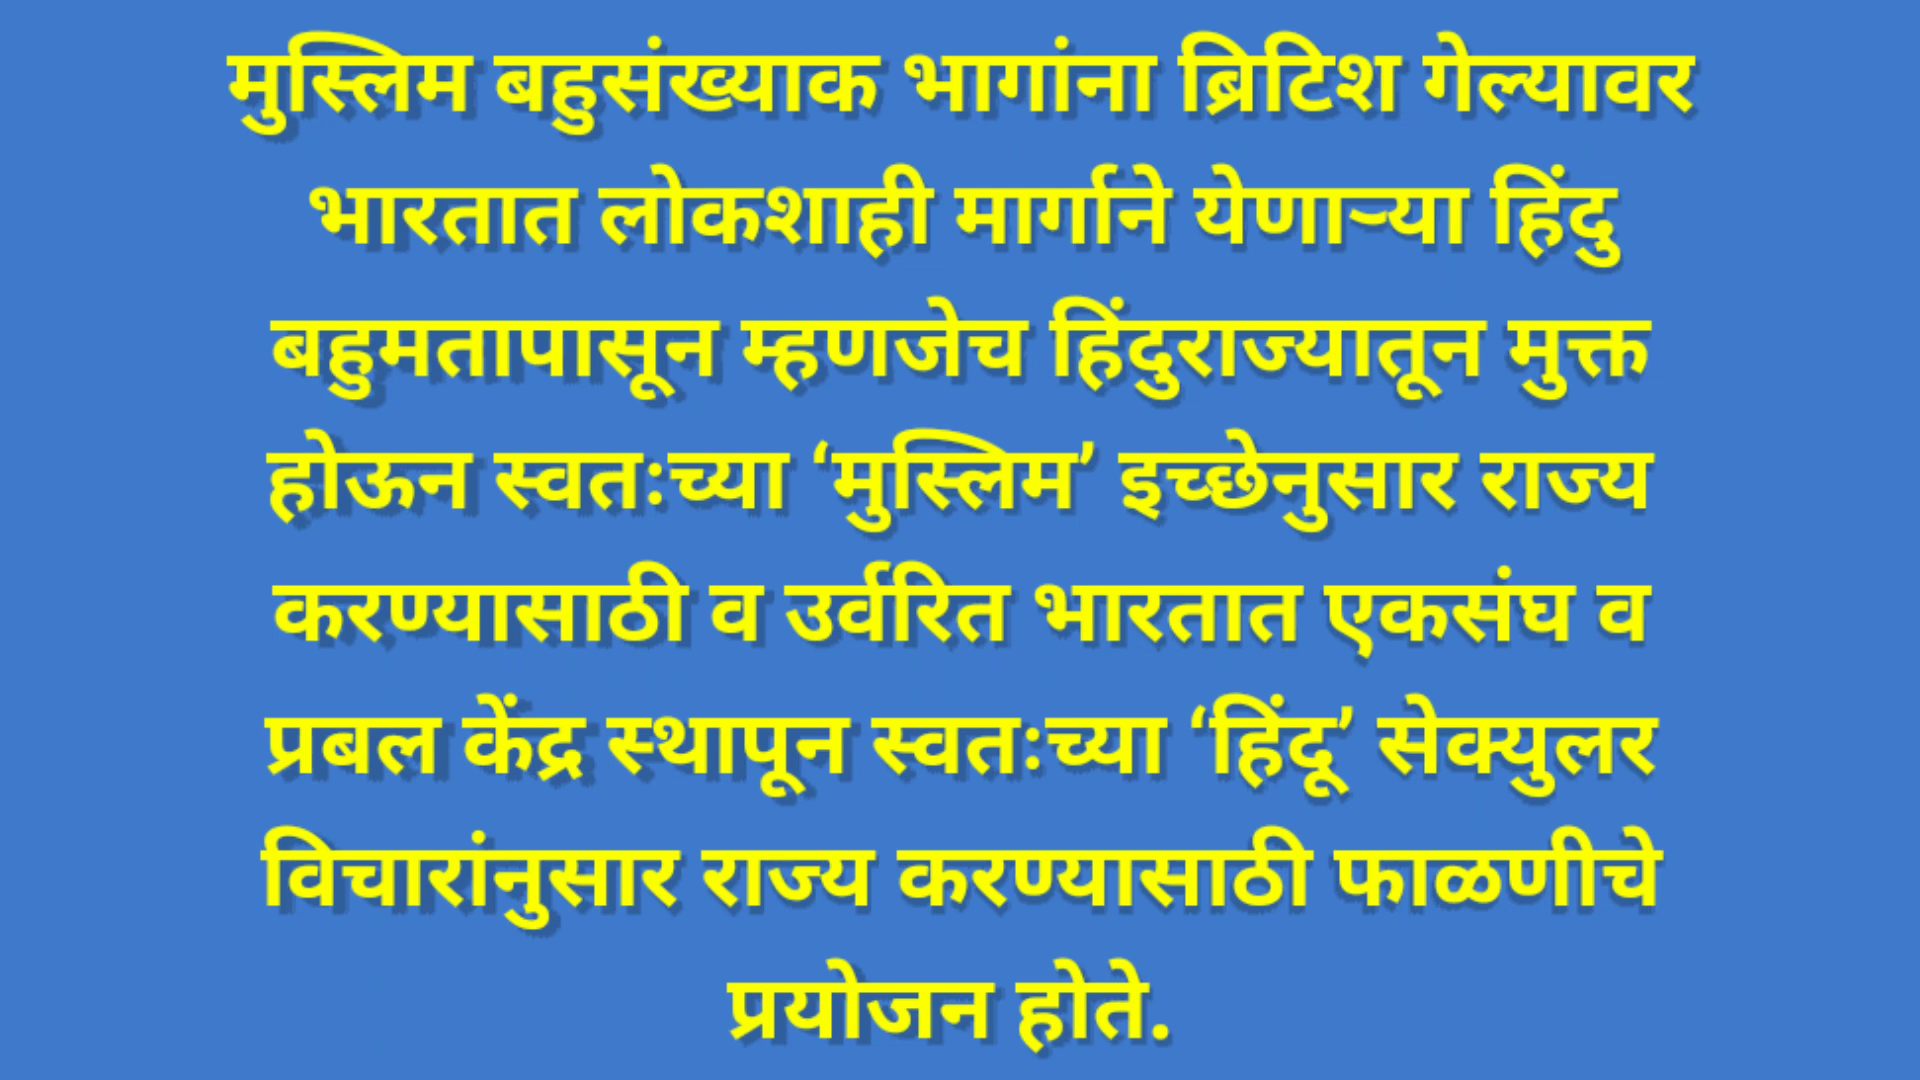 मुस्लिम बहुसंख्याक भागांना ब्रिटिश गेल्यावर
भारतात लोकशाही मार्गाने येणाऱ्या हिंदु
बहुमतापासून म्हणजेच हिंदुराज्यातून मुक्त
होऊन स्वतःच्या ‘मुस्लिम’ इच्छेनुसार राज्य
करण्यासाठी व उर्वरित भारतात एकसंघ व
प्रबल केंद्र स्थापून स्वतःच्या ‘हिंदू’ सेक्युलर
विचारांनुसार राज्य करण्यासाठी फाळणीचे
प्रयोजन होते.